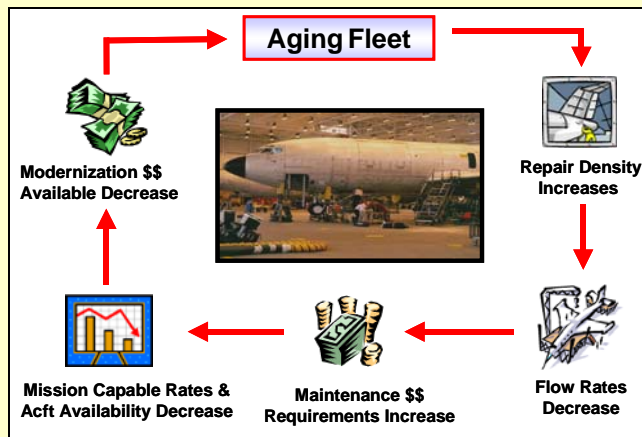 Aging Fleet
Repair Density
Increases
Flow Rates
Decrease
Maintenance $$
Requirements Increase
Mission Capable Rates &
Acft Availability Decrease
Modernization $$
Available Decrease